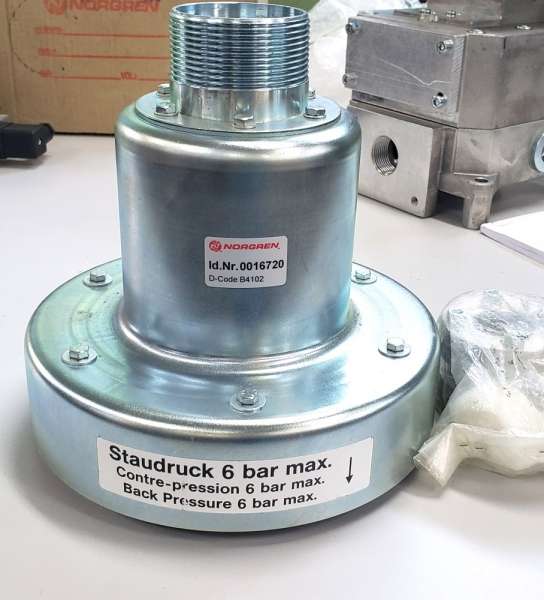 NORGREN
NORGREN
Id.Nr.0016720
D-Code B4102
Staudruck 6 bar max.
Contre-pression 6 bar max.
Back Pressure 6 bar max.